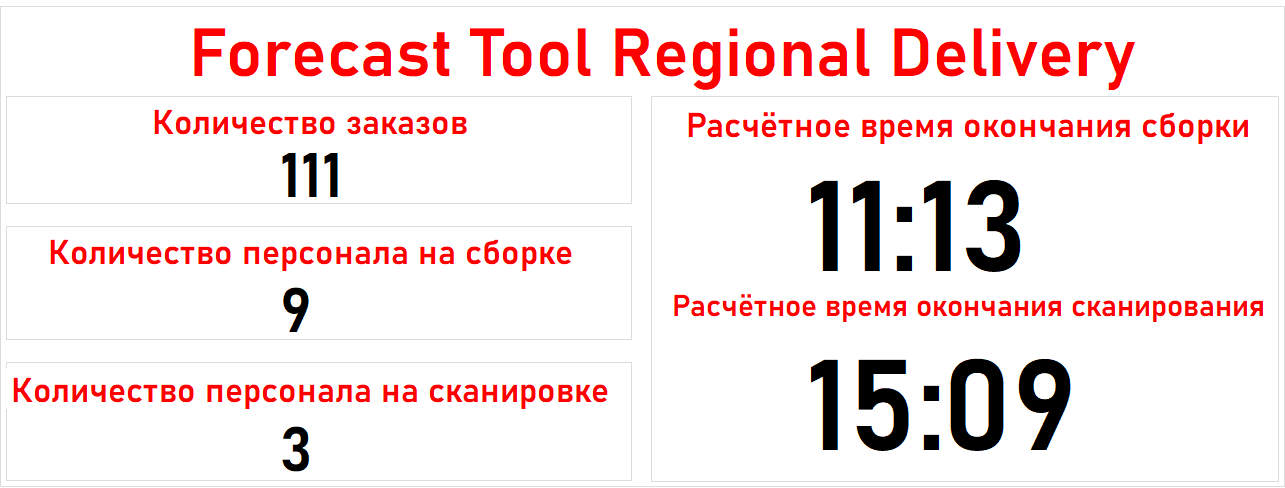 Forecast Tool Regional Delivery
Количество заказов
111
Количество персонала на сборке
9
Количество персонала на сканировке
3
Расчётное время окончания сборки
11:13
Расчётное время окончания сканирования
15:09